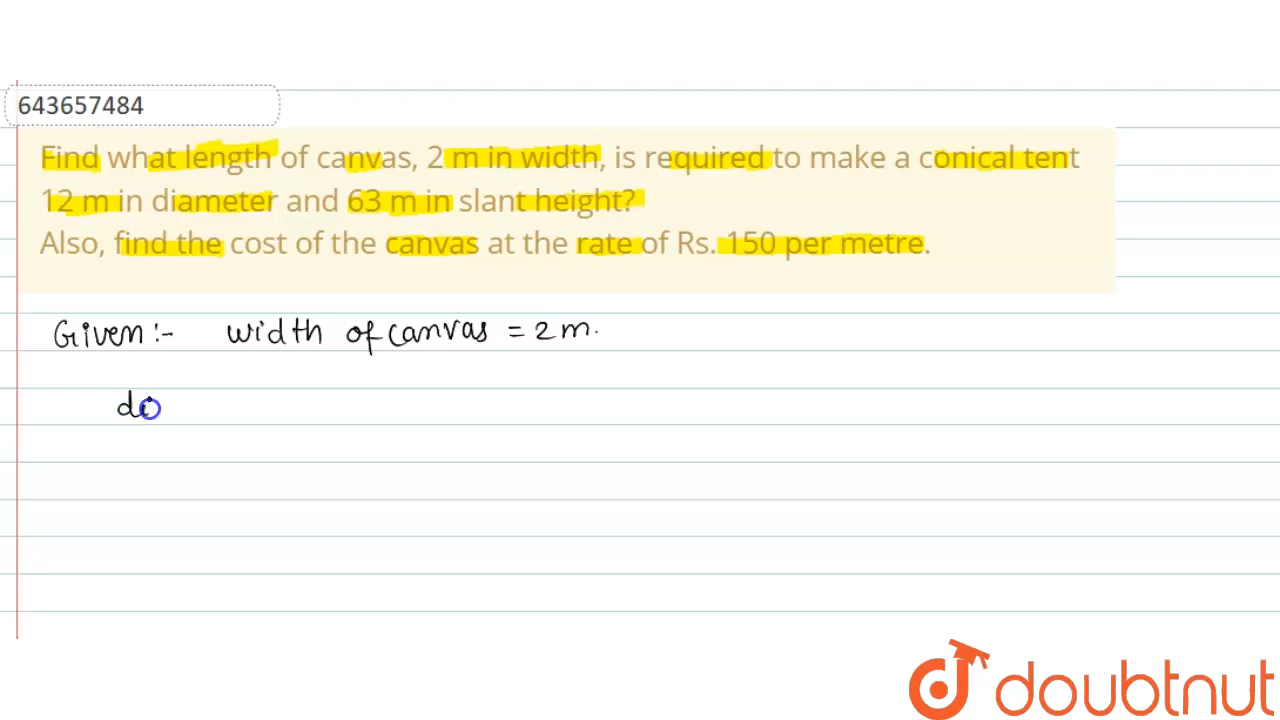 643657484
Find what length of canvas, 2 m in width, is required to make a conical tent
12 m in diameter and 63 m in slant height?
Also, find the cost of the canvas at the rate of Rs. 150 per metre.
Given :- width of canvas = 2 m.
di
doubtnut